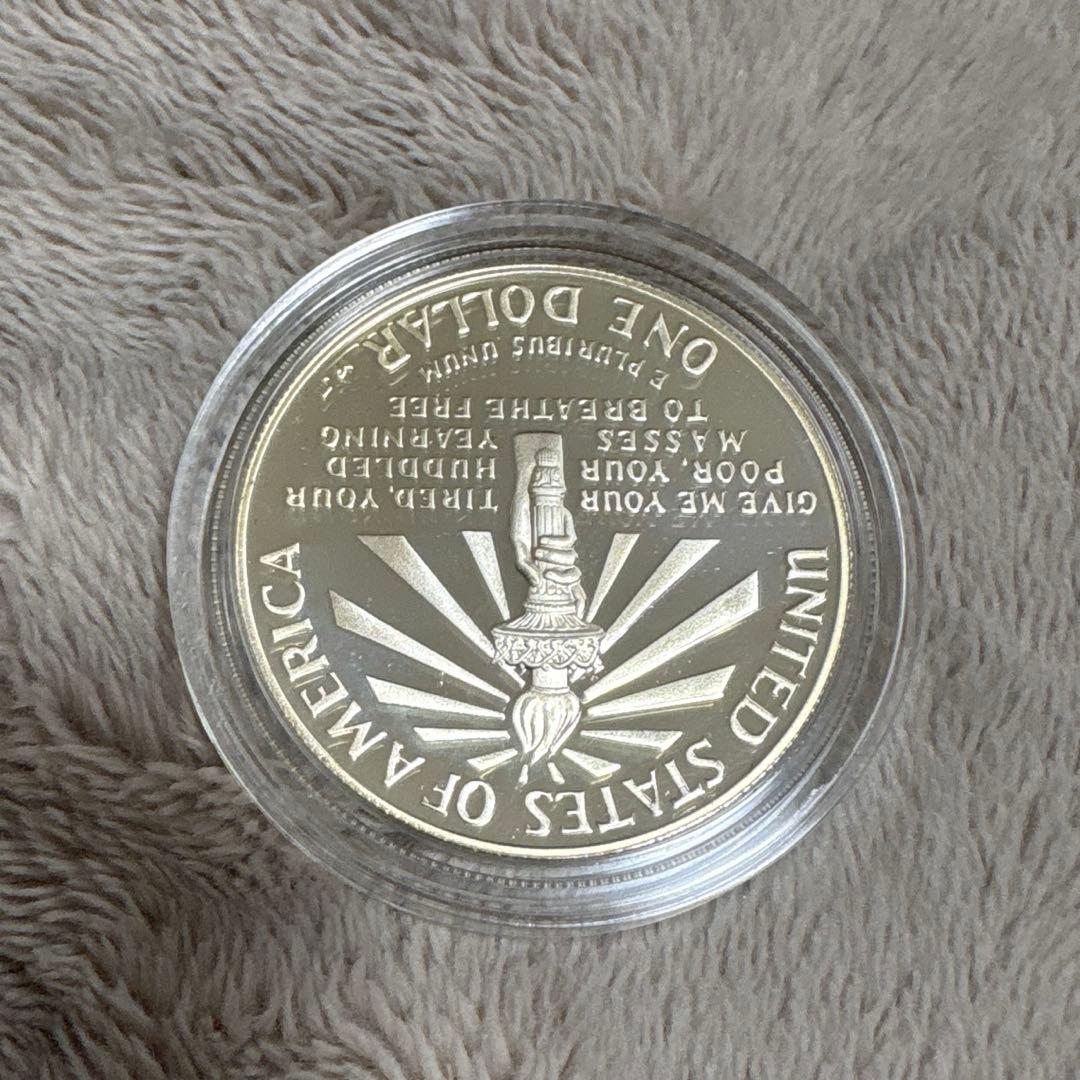 UNITED STATES OF AMERICA
GIVE ME YOUR TIRED, YOUR
POOR, YOUR HUDDLED
MASSES YEARNING
TO BREATHE FREE
E PLURIBUS UNUM
ONE DOLLAR